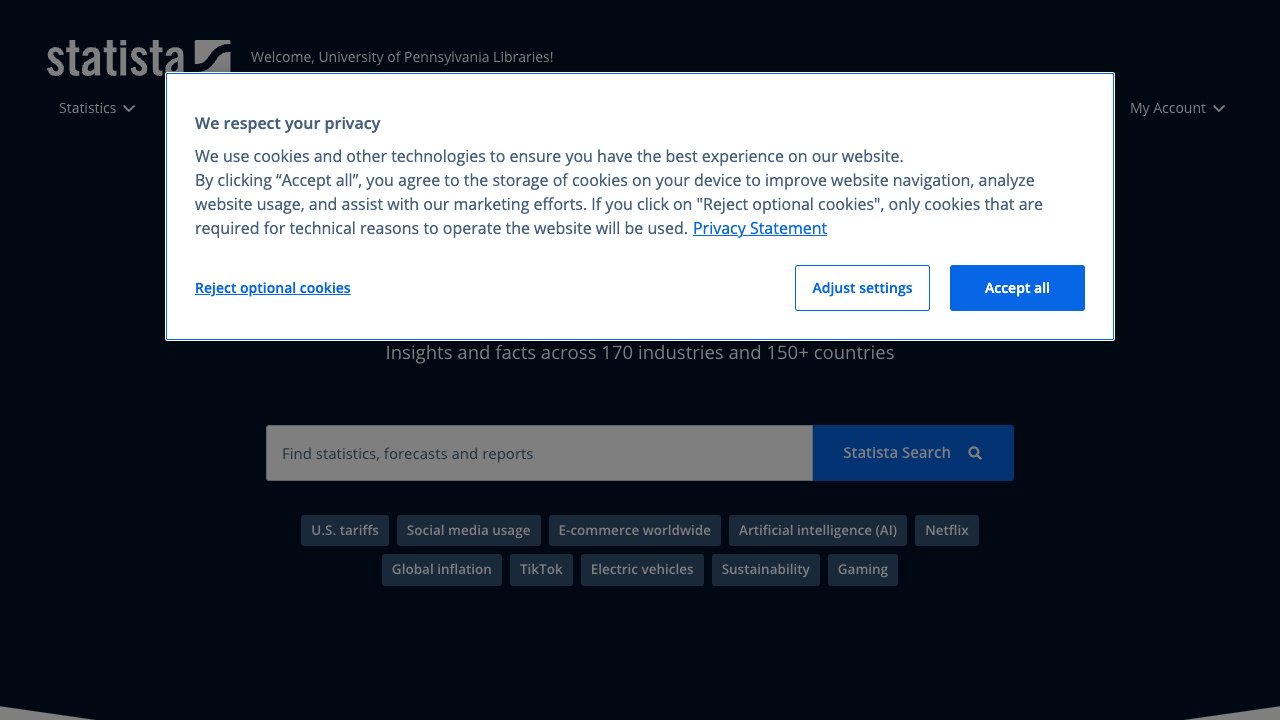 statista
Welcome, University of Pennsylvania Libraries!
Statistics
My Account
We respect your privacy
We use cookies and other technologies to ensure you have the best experience on our website.
By clicking “Accept all”, you agree to the storage of cookies on your device to improve website navigation, analyze
website usage, and assist with our marketing efforts. If you click on "Reject optional cookies", only cookies that are
required for technical reasons to operate the website will be used. Privacy Statement
Reject optional cookies
Adjust settings
Accept all
Insights and facts across 170 industries and 150+ countries
Find statistics, forecasts and reports
Statista Search
U.S. tariffs
Social media usage
E-commerce worldwide
Artificial intelligence (AI)
Netflix
Global inflation
TikTok
Electric vehicles
Sustainability
Gaming